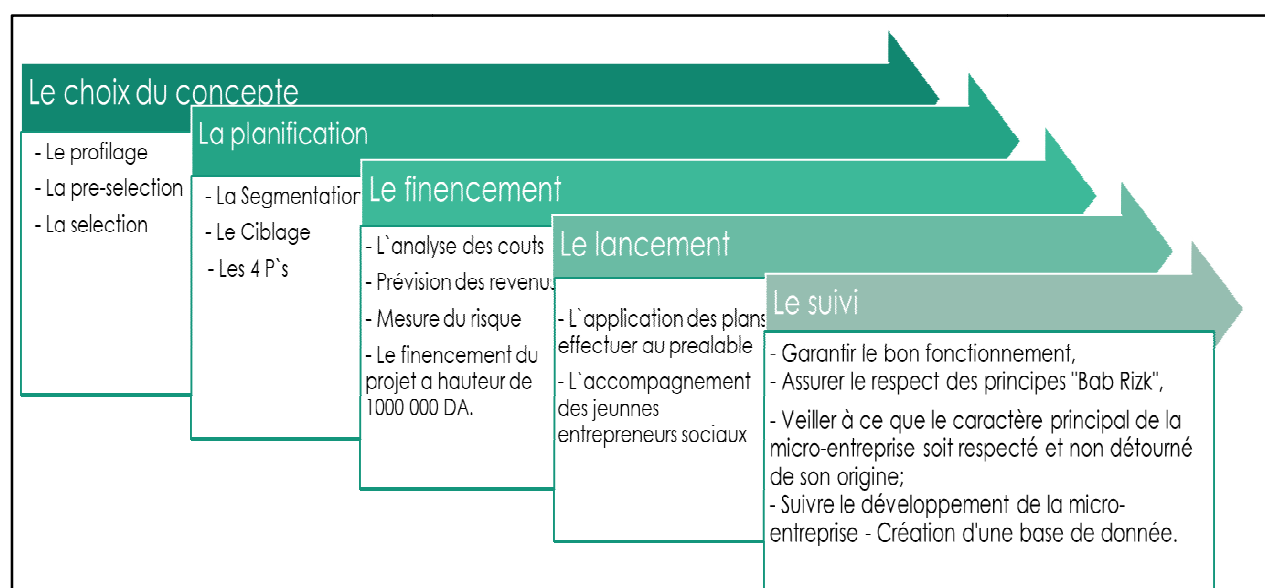 Le choix du concepte
- Le profilage
- La pre-selection
- La selection
La planification
- La Segmentation
- Le Ciblage
- Les 4 P`s
Le finencement
- L`analyse des couts
- Prévision des revenus
- Mesure du risque
- Le finencement du
projet a hauteur de
1000 000 DA.
Le lancement
- L`application des plans
effectuer au prealable
- L`accompagnement
des jeunnes
entrepreneurs sociaux
Le suivi
- Garantir le bon fonctionnement,
- Assurer le respect des principes "Bab Rizk",
- Veiller à ce que le caractère principal de la
micro-entreprise soit respecté et non détourné
de son origine;
- Suivre le développement de la micro-
entreprise - Création d'une base de donnée.